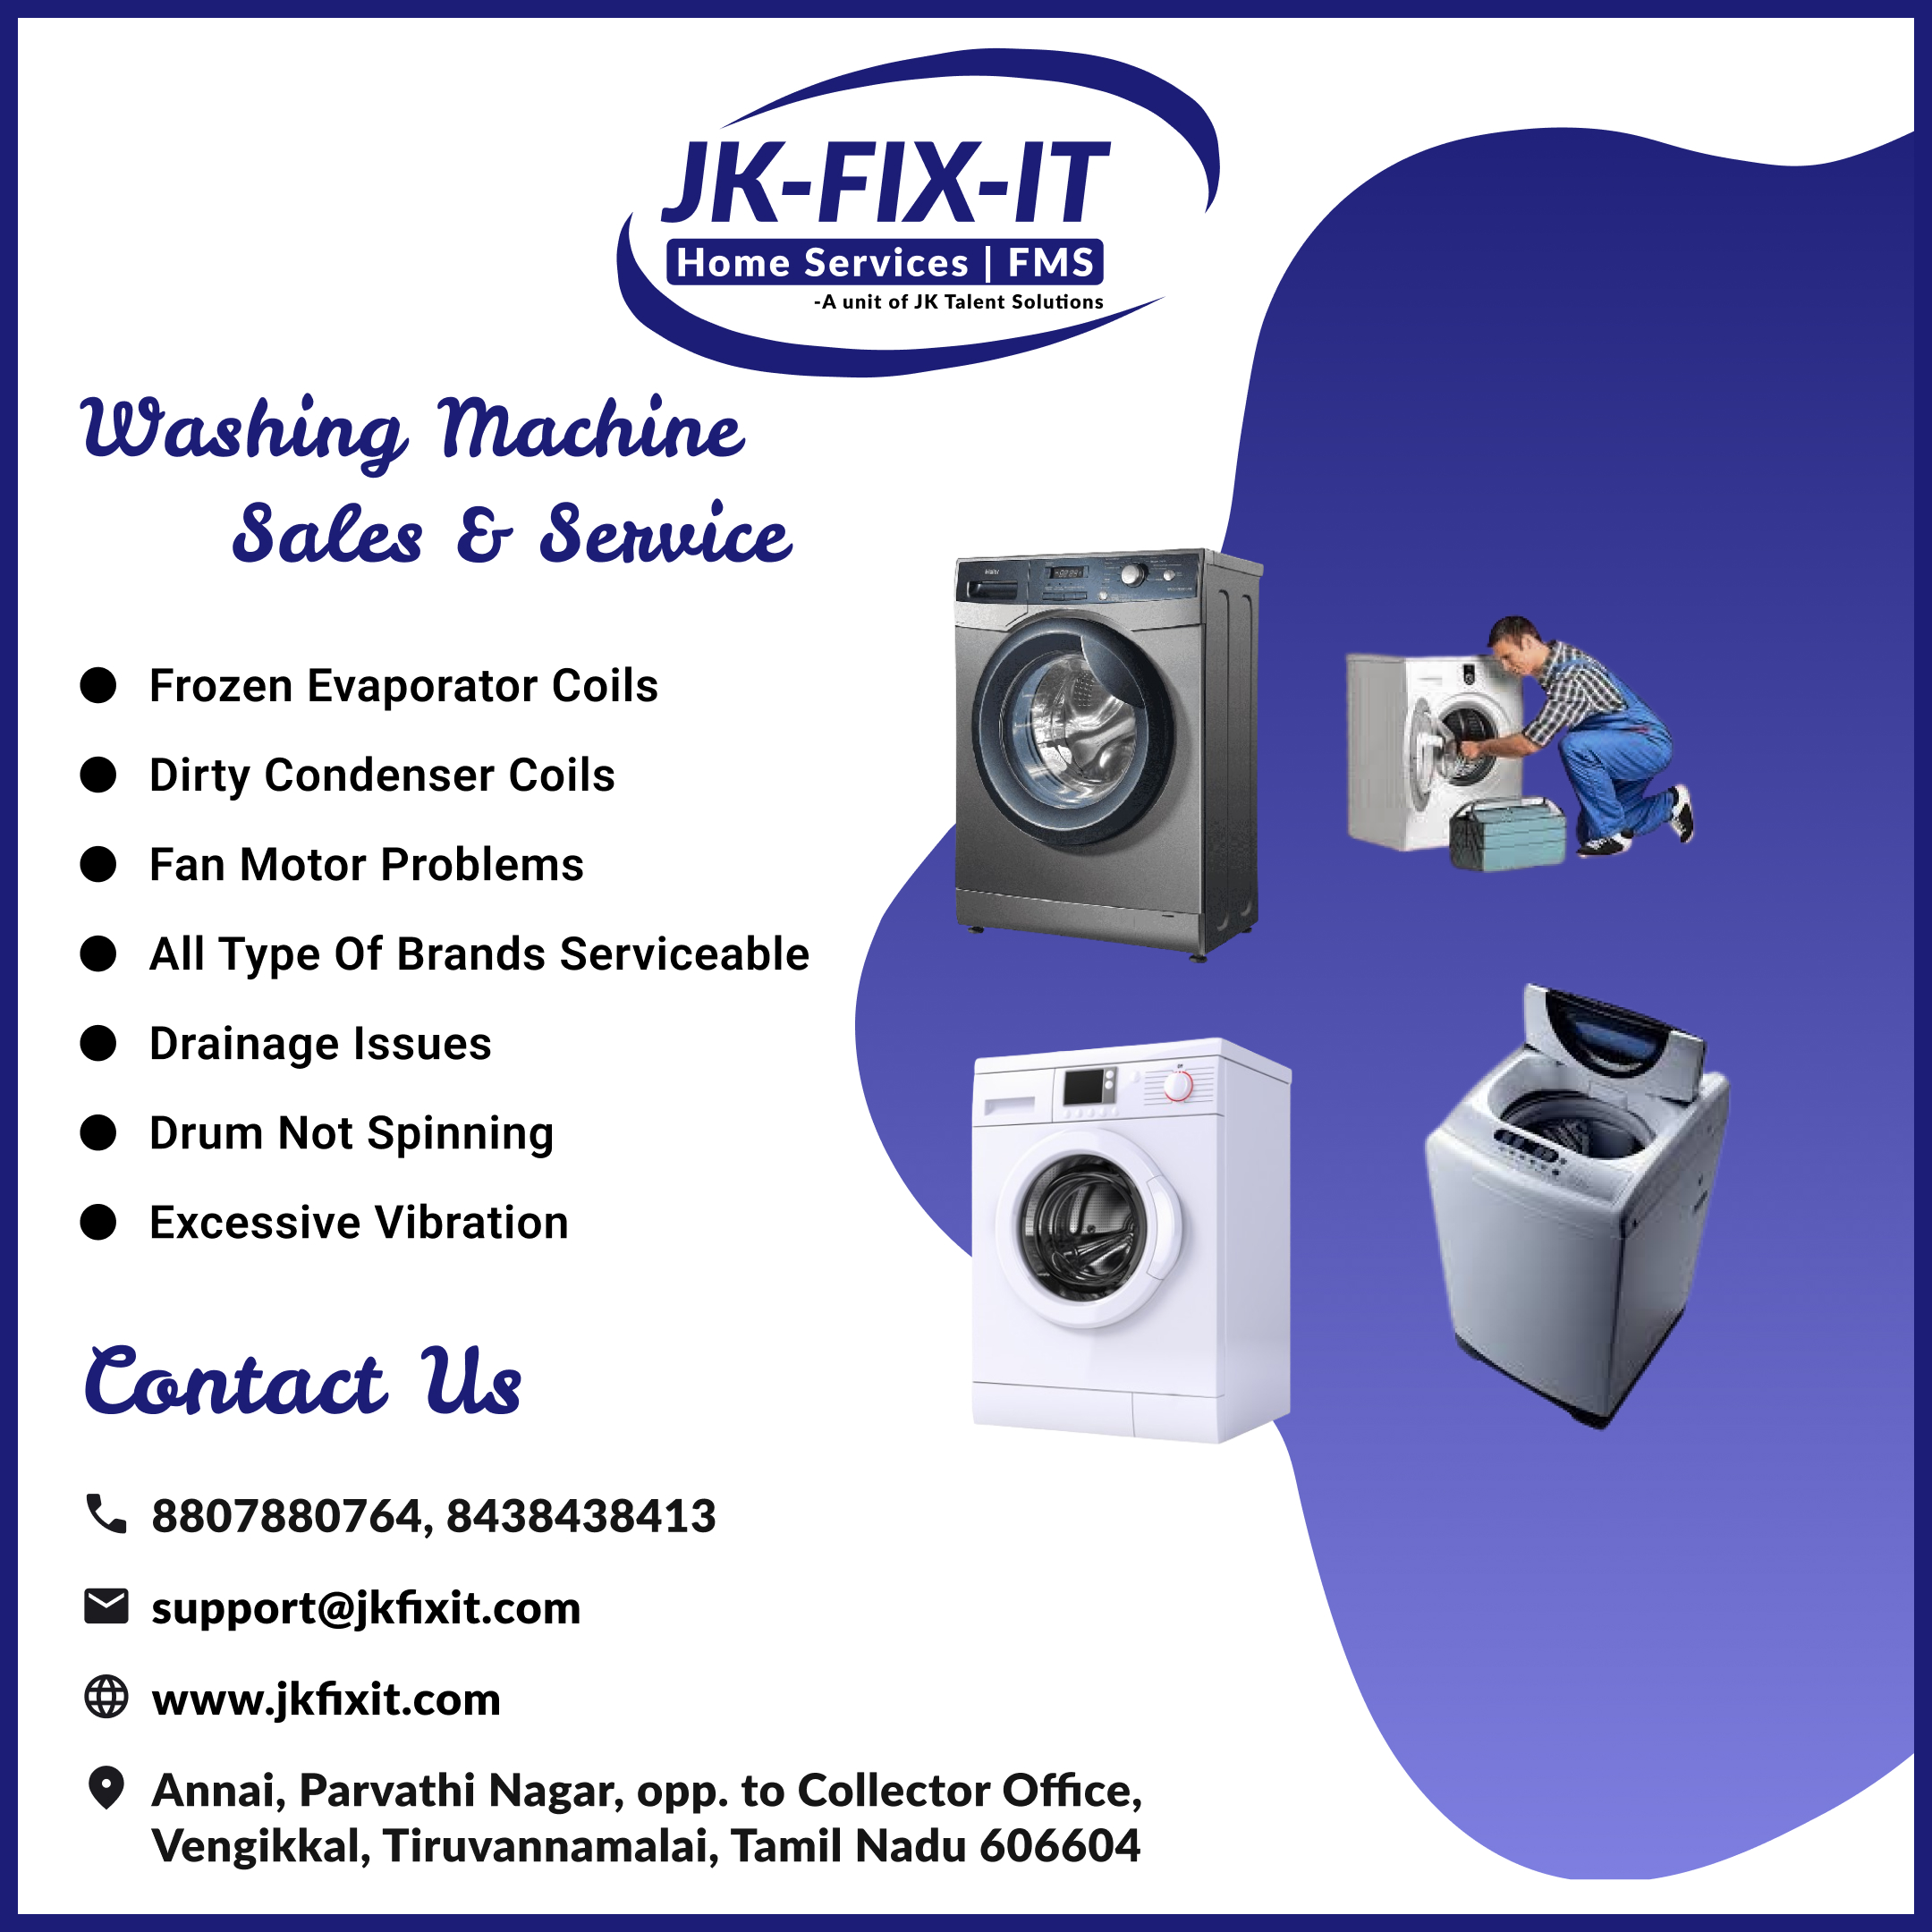 JK-FIX-IT
Home Services | FMS
-A unit of JK Talent Solutions
Washing Machine
Sales & Service
Frozen Evaporator Coils
Dirty Condenser Coils
Fan Motor Problems
All Type Of Brands Serviceable
Drainage Issues
Drum Not Spinning
Excessive Vibration
Contact Us
8807880764, 8438438413
support@jkfixit.com
www.jkfixit.com
Annai, Parvathi Nagar, opp. to Collector Office,
Vengikkal, Tiruvannamalai, Tamil Nadu 606604